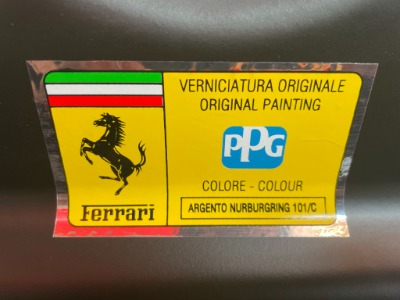 VERNICIATURA ORIGINALE
ORIGINAL PAINTING
PPG
COLORE - COLOUR
ARGENTO NURBURGRING 101/C
Ferrari